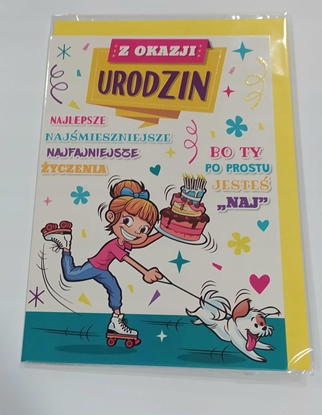 Z OKAZJI
URODZIN
NAJLEPSZE
NAJŚMIESZNIEJSZE
NAJFAJNIEJSZE
ŻYCZENIA
BO TY
PO PROSTU
JESTEŚ
„NAJ”